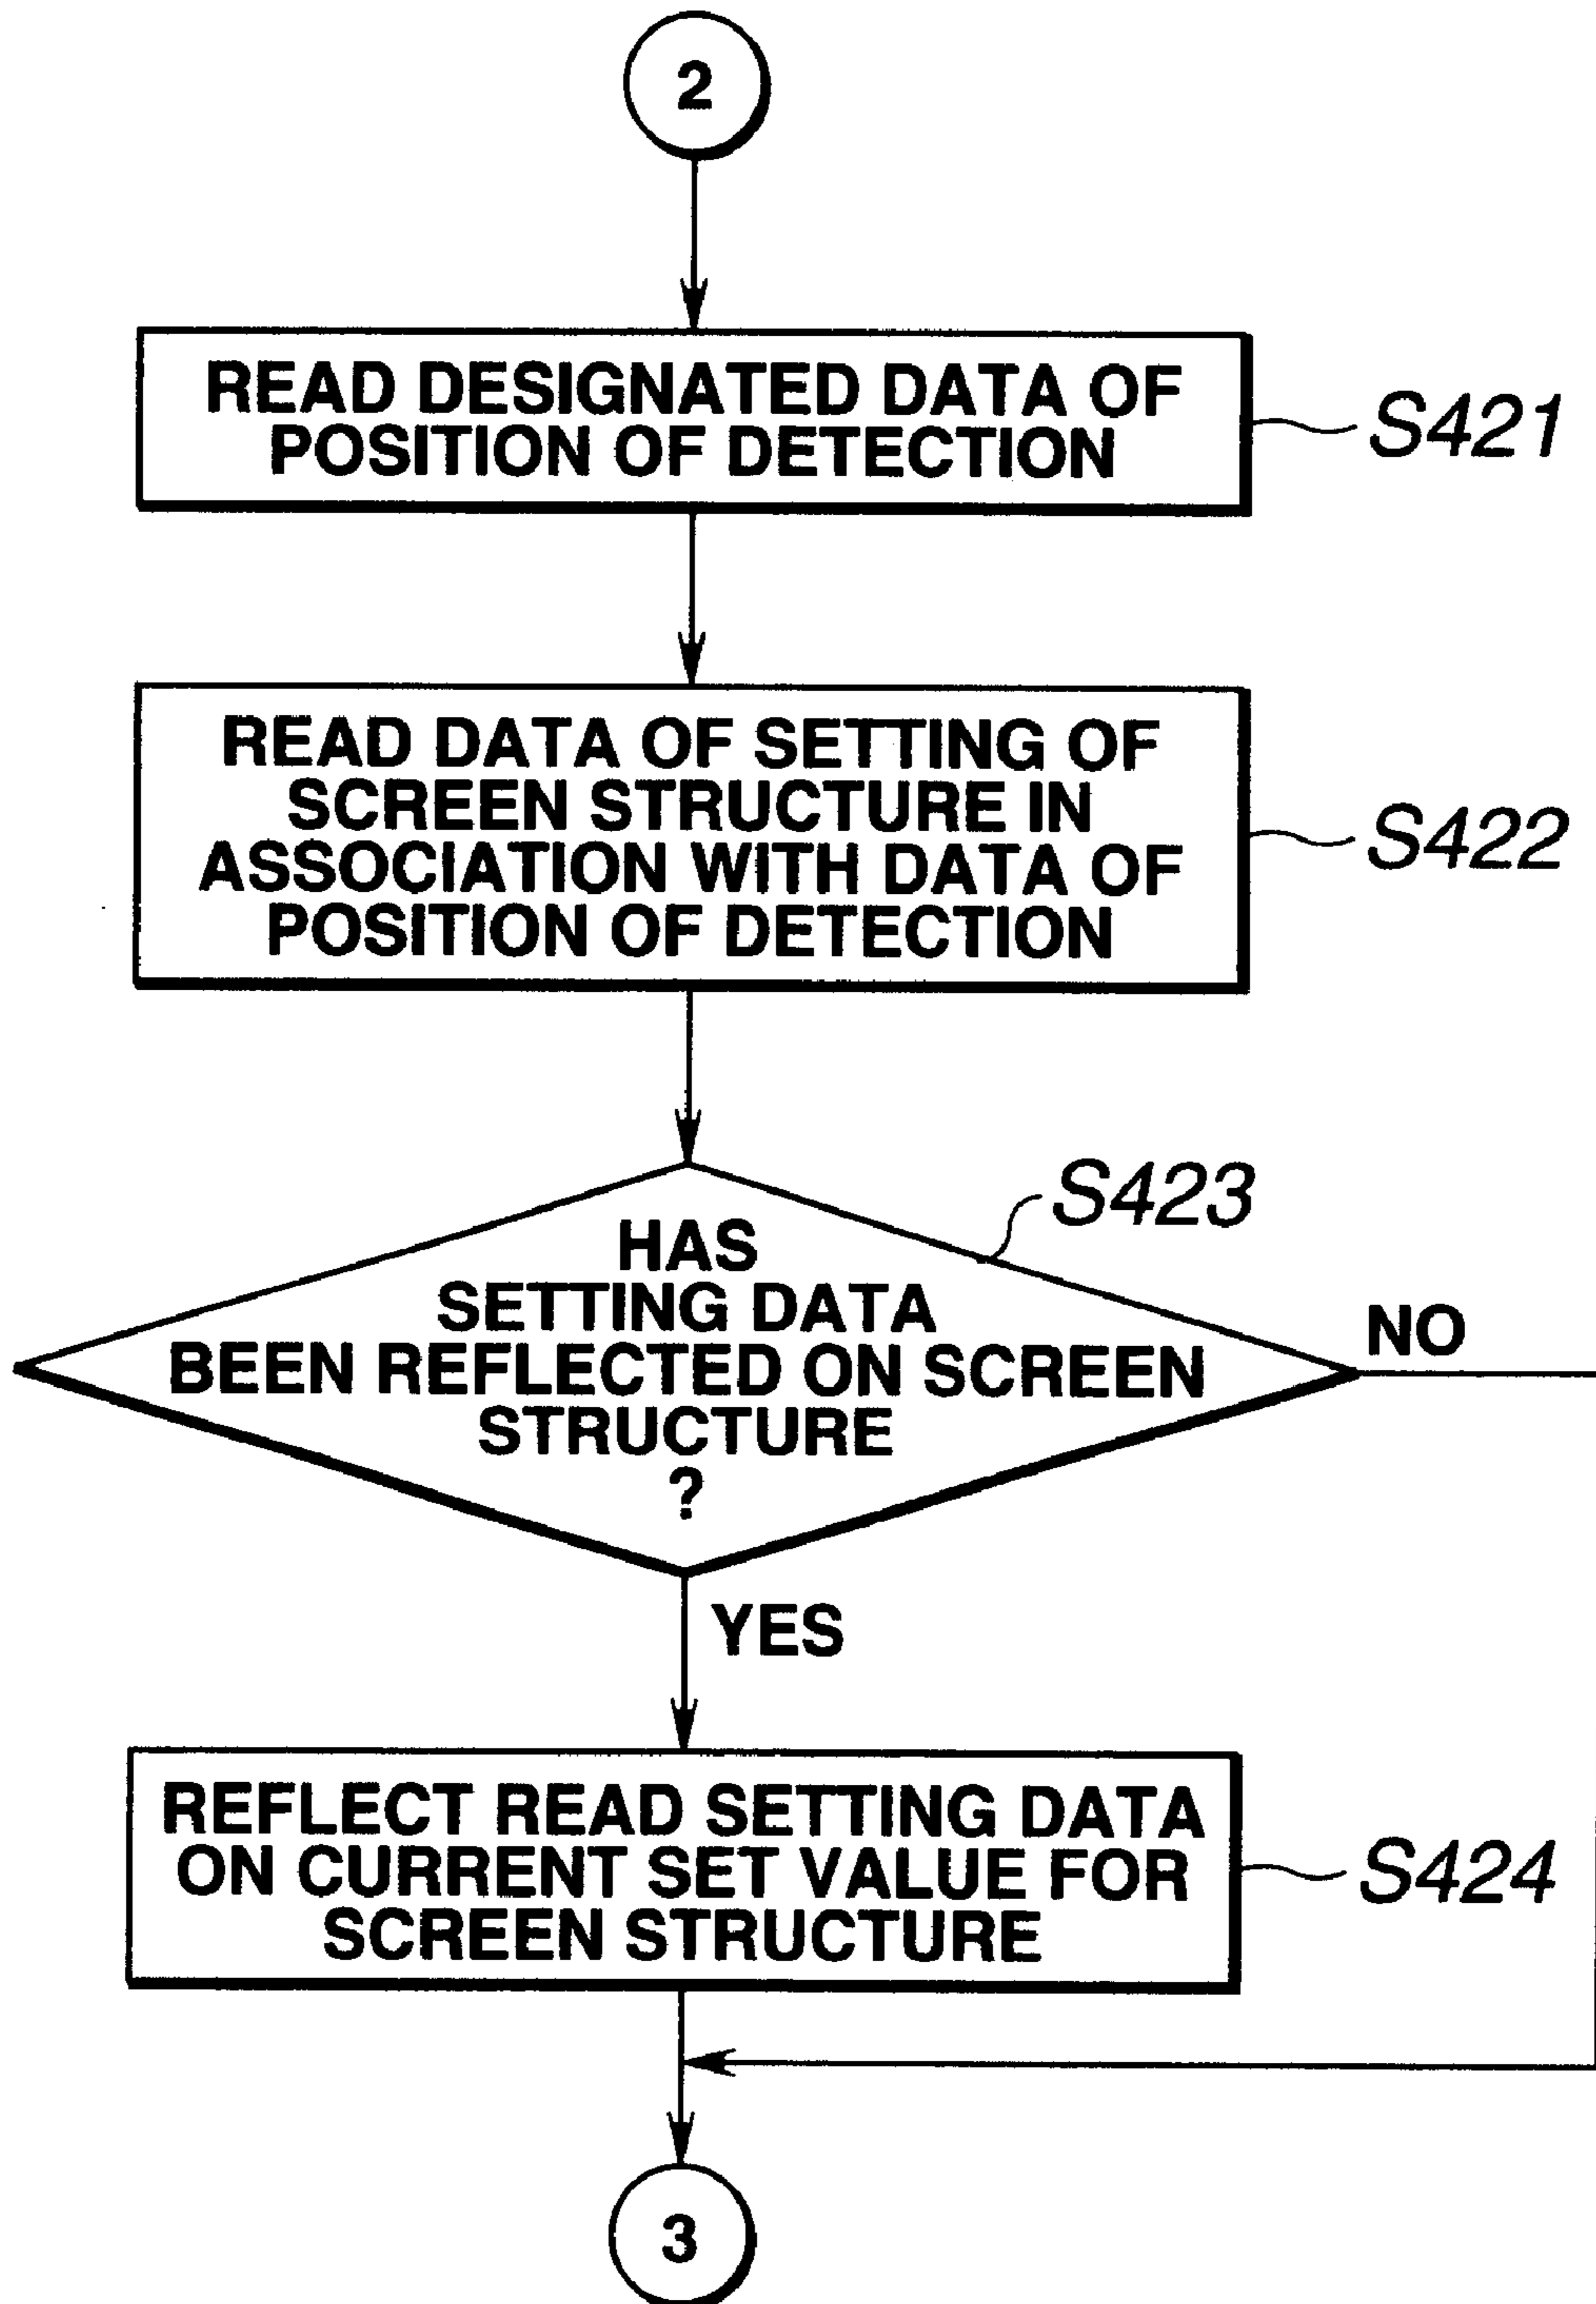 2
READ DESIGNATED DATA OF
POSITION OF DETECTION
S421
READ DATA OF SETTING OF
SCREEN STRUCTURE IN
ASSOCIATION WITH DATA OF
POSITION OF DETECTION
S422
S423
HAS
SETTING DATA
BEEN REFLECTED ON SCREEN
STRUCTURE
?
NO
YES
REFLECT READ SETTING DATA
ON CURRENT SET VALUE FOR
SCREEN STRUCTURE
S424
3